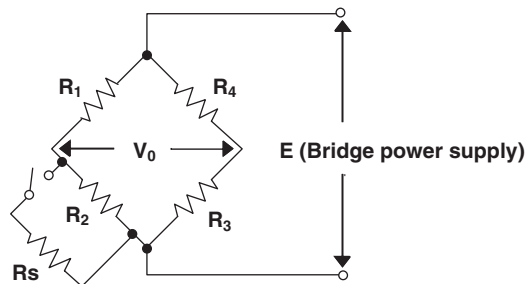 R₁
R₄
V₀
E (Bridge power supply)
R₂
R₃
Rs